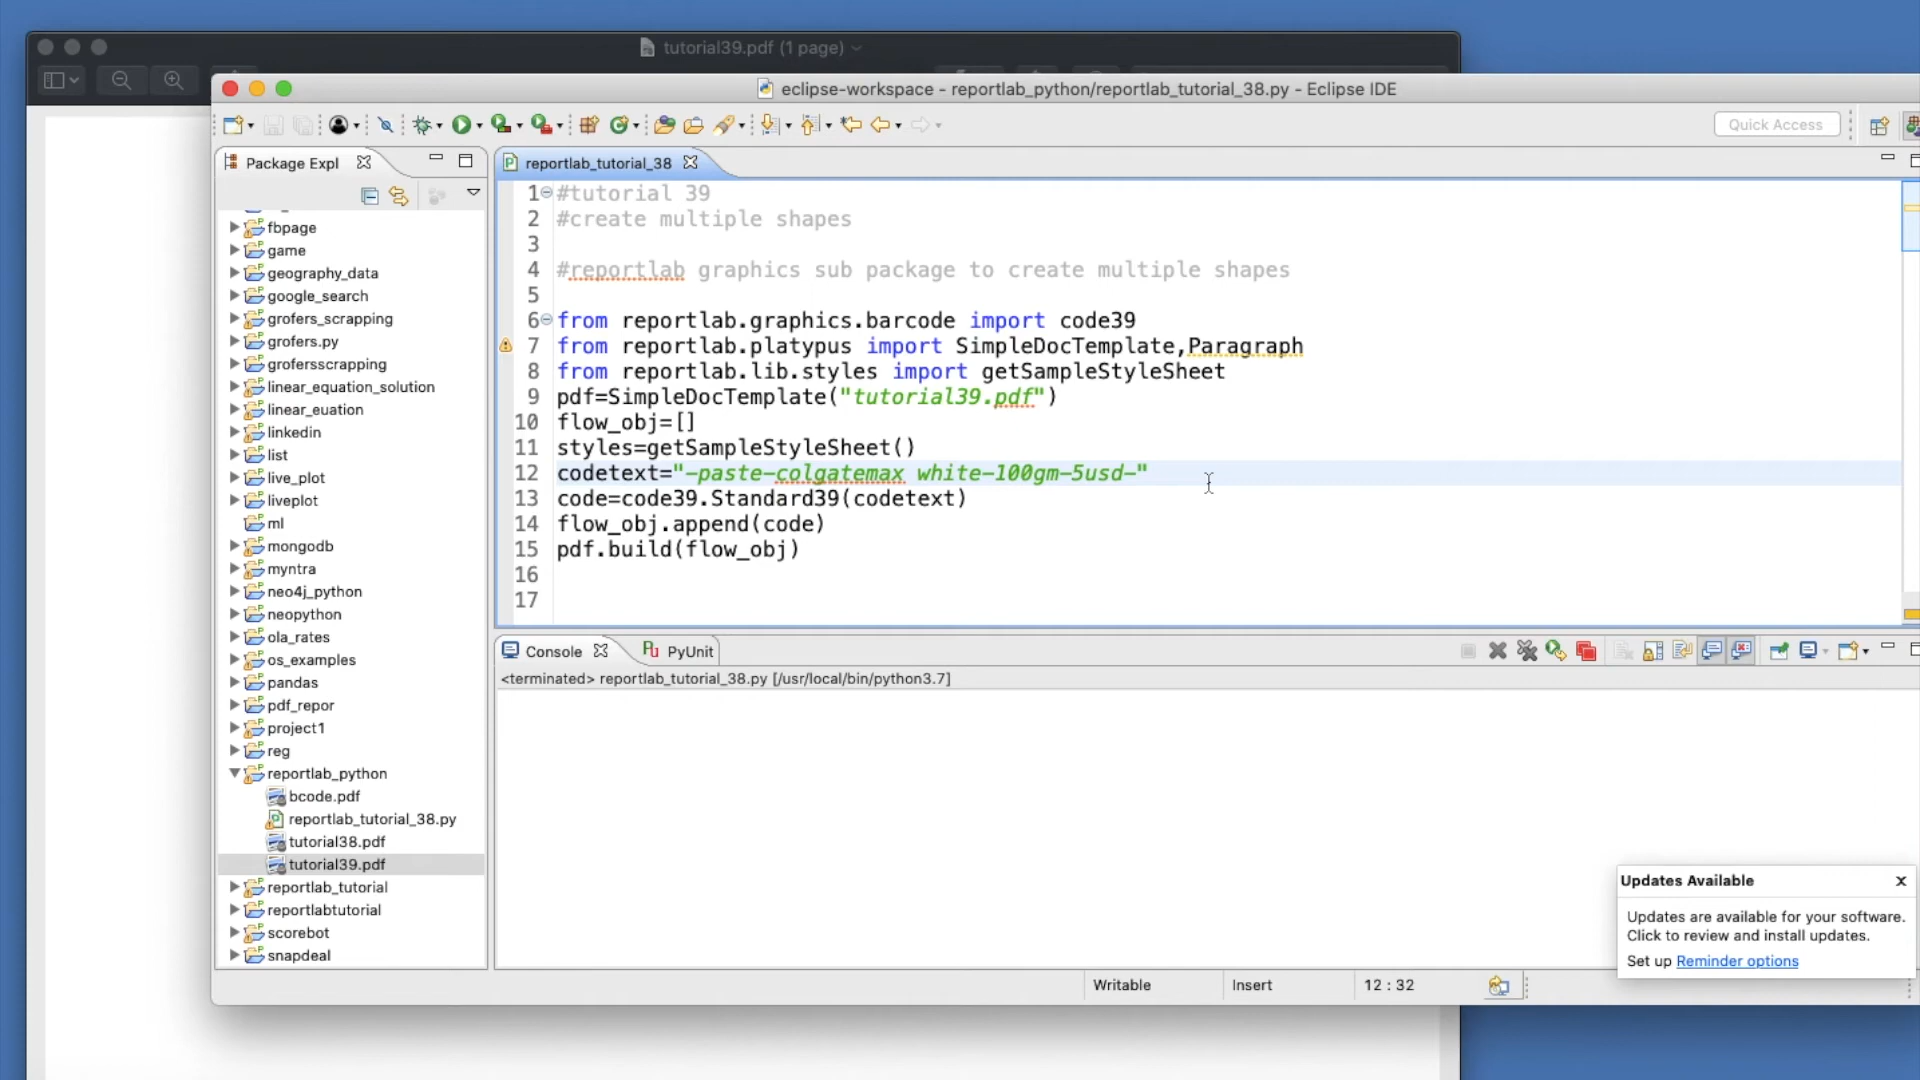 tutorial39.pdf (1 page)
eclipse-workspace - reportlab_python/reportlab_tutorial_38.py - Eclipse IDE
Quick Access
Package Expl
fbpage
game
geography_data
google_search
grofers_scrapping
grofers.py
grofersscrapping
linear_equation_solution
linear_euation
linkedin
list
live_plot
liveplot
ml
mongodb
myntra
neo4j_python
neopython
ola_rates
os_examples
pandas
pdf_repor
project1
reg
reportlab_python
bcode.pdf
reportlab_tutorial_38.py
tutorial38.pdf
tutorial39.pdf
reportlab_tutorial
reportlabtutorial
scorebot
snapdeal
reportlab_tutorial_38
1 #tutorial 39
2 #create multiple shapes
3
4 #reportlab graphics sub package to create multiple shapes
5
6 from reportlab.graphics.barcode import code39
7 from reportlab.platypus import SimpleDocTemplate,Paragraph
8 from reportlab.lib.styles import getSampleStyleSheet
9 pdf=SimpleDocTemplate("tutorial39.pdf")
10 flow_obj=[]
11 styles=getSampleStyleSheet()
12 codetext="-paste-colgatemax white-100gm-5usd-"
13 code=code39.Standard39(codetext)
14 flow_obj.append(code)
15 pdf.build(flow_obj)
16
17
Console
PyUnit
<terminated> reportlab_tutorial_38.py [/usr/local/bin/python3.7]
Updates Available
x
Updates are available for your software.
Click to review and install updates.
Set up Reminder options
Writable
Insert
12 : 32